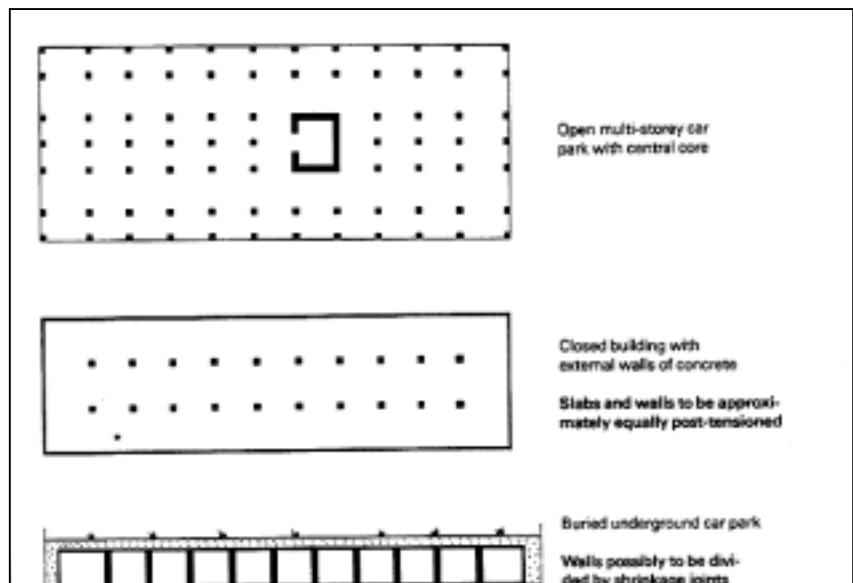 Open multi-storey car
park with central core
Closed building with
external walls of concrete
Slabs and walls to be approxi-
mately equally post-tensioned
Buried underground car park
Walls possibly to be divi-
ded by shrinkage joints